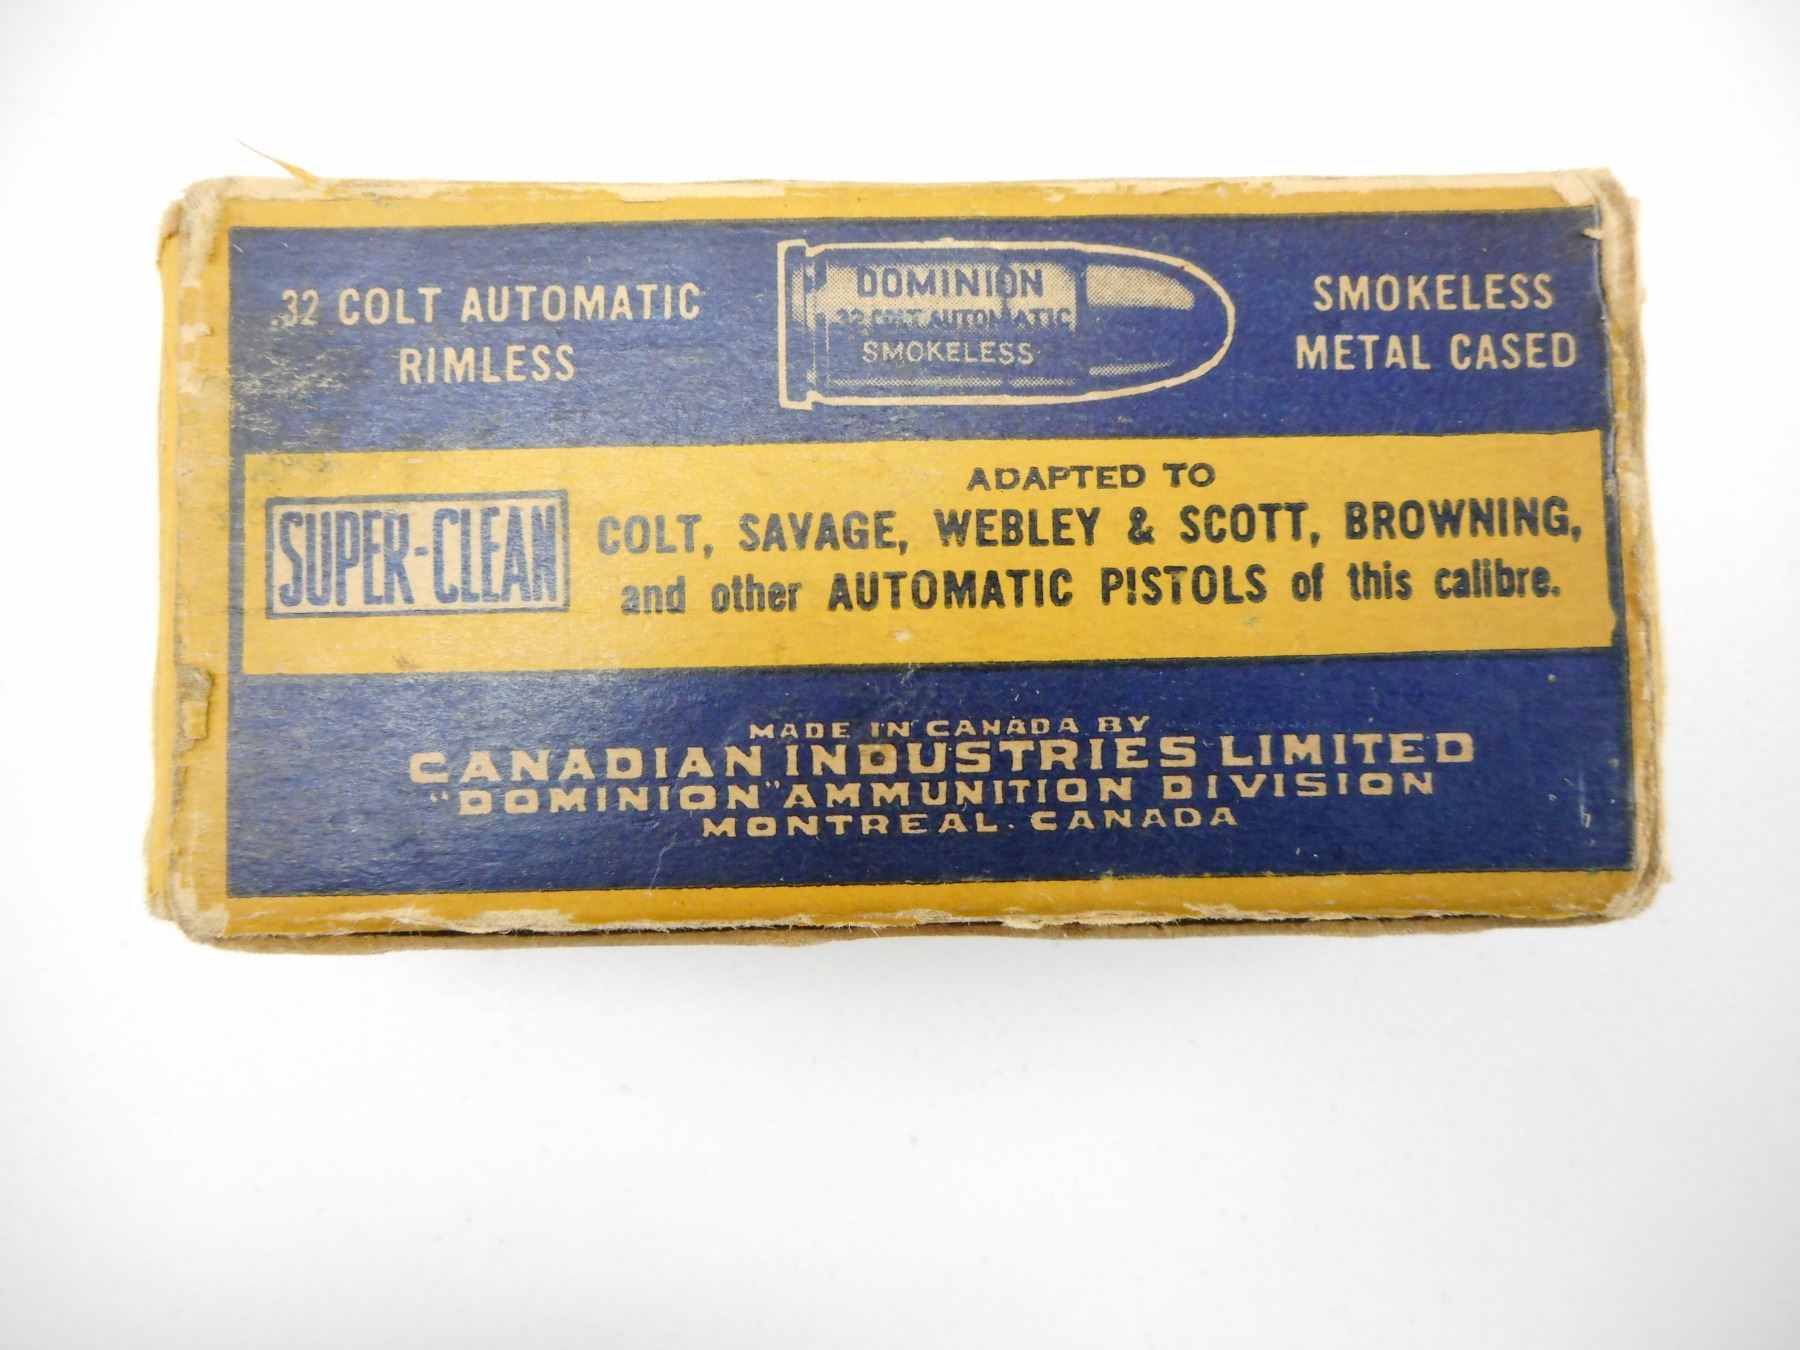 .32 COLT AUTOMATIC
RIMLESS
DOMINION
.32 COLT AUTOMATIC
SMOKELESS
SMOKELESS
METAL CASED
SUPER-CLEAN
ADAPTED TO
COLT, SAVAGE, WEBLEY & SCOTT, BROWNING,
and other AUTOMATIC PISTOLS of this calibre.
MADE IN CANADA BY
CANADIAN INDUSTRIES LIMITED
"DOMINION" AMMUNITION DIVISION
MONTREAL. CANADA